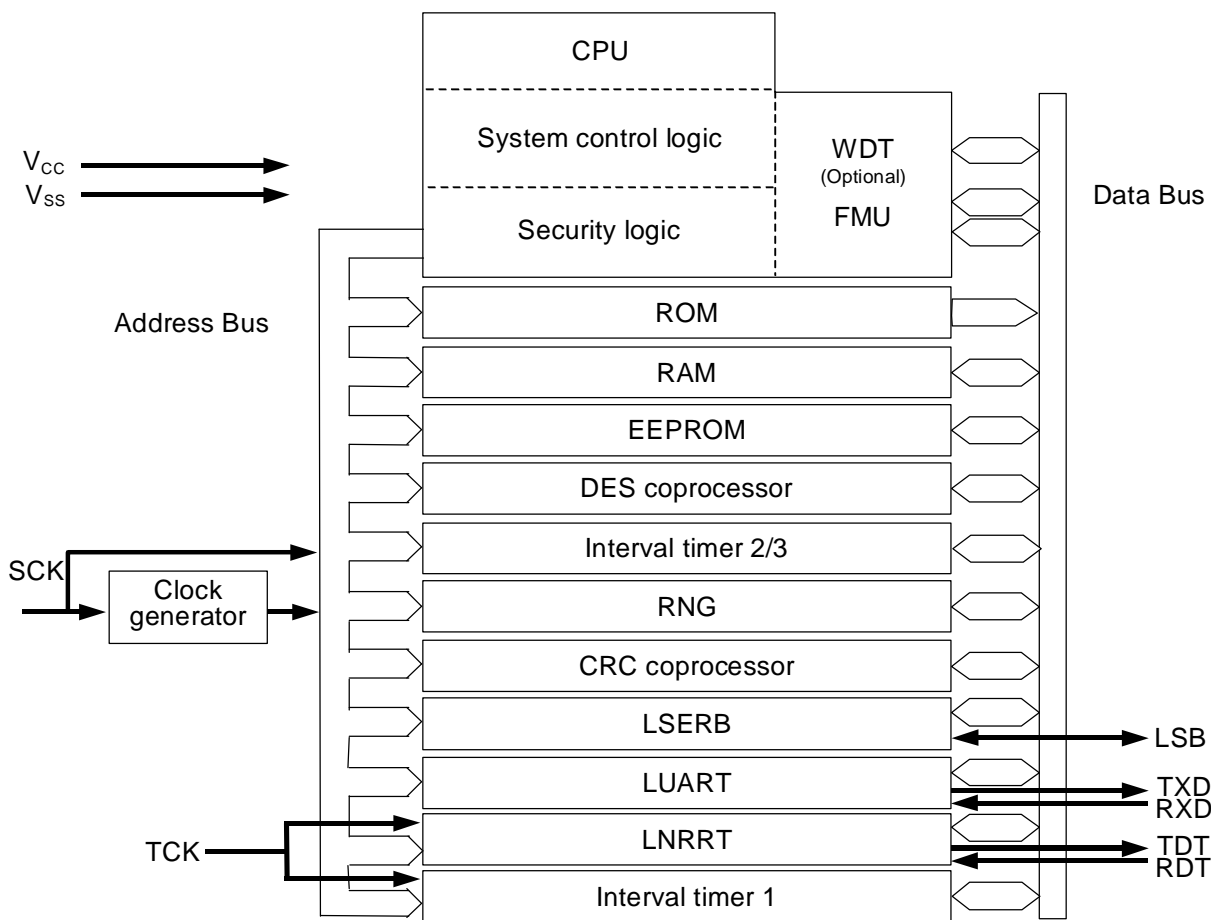 CPU
System control logic
Security logic
WDT
(Optional)
FMU
VCC
VSS
Data Bus
Address Bus
ROM
RAM
EEPROM
DES coprocessor
Interval timer 2/3
SCK
Clock
generator
RNG
CRC coprocessor
LSERB
LSB
LUART
TXD
RXD
TCK
LNRRT
TDT
RDT
Interval timer 1